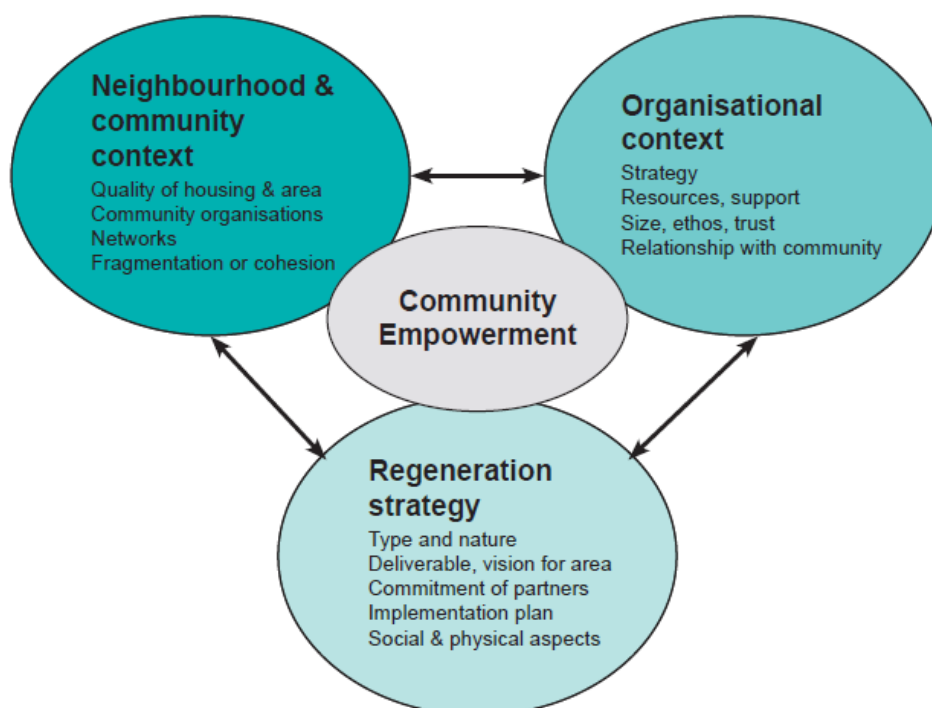 Neighbourhood &
community
context
Quality of housing & area
Community organisations
Networks
Fragmentation or cohesion
Organisational
context
Strategy
Resources, support
Size, ethos, trust
Relationship with community
Community
Empowerment
Regeneration
strategy
Type and nature
Deliverable, vision for area
Commitment of partners
Implementation plan
Social & physical aspects